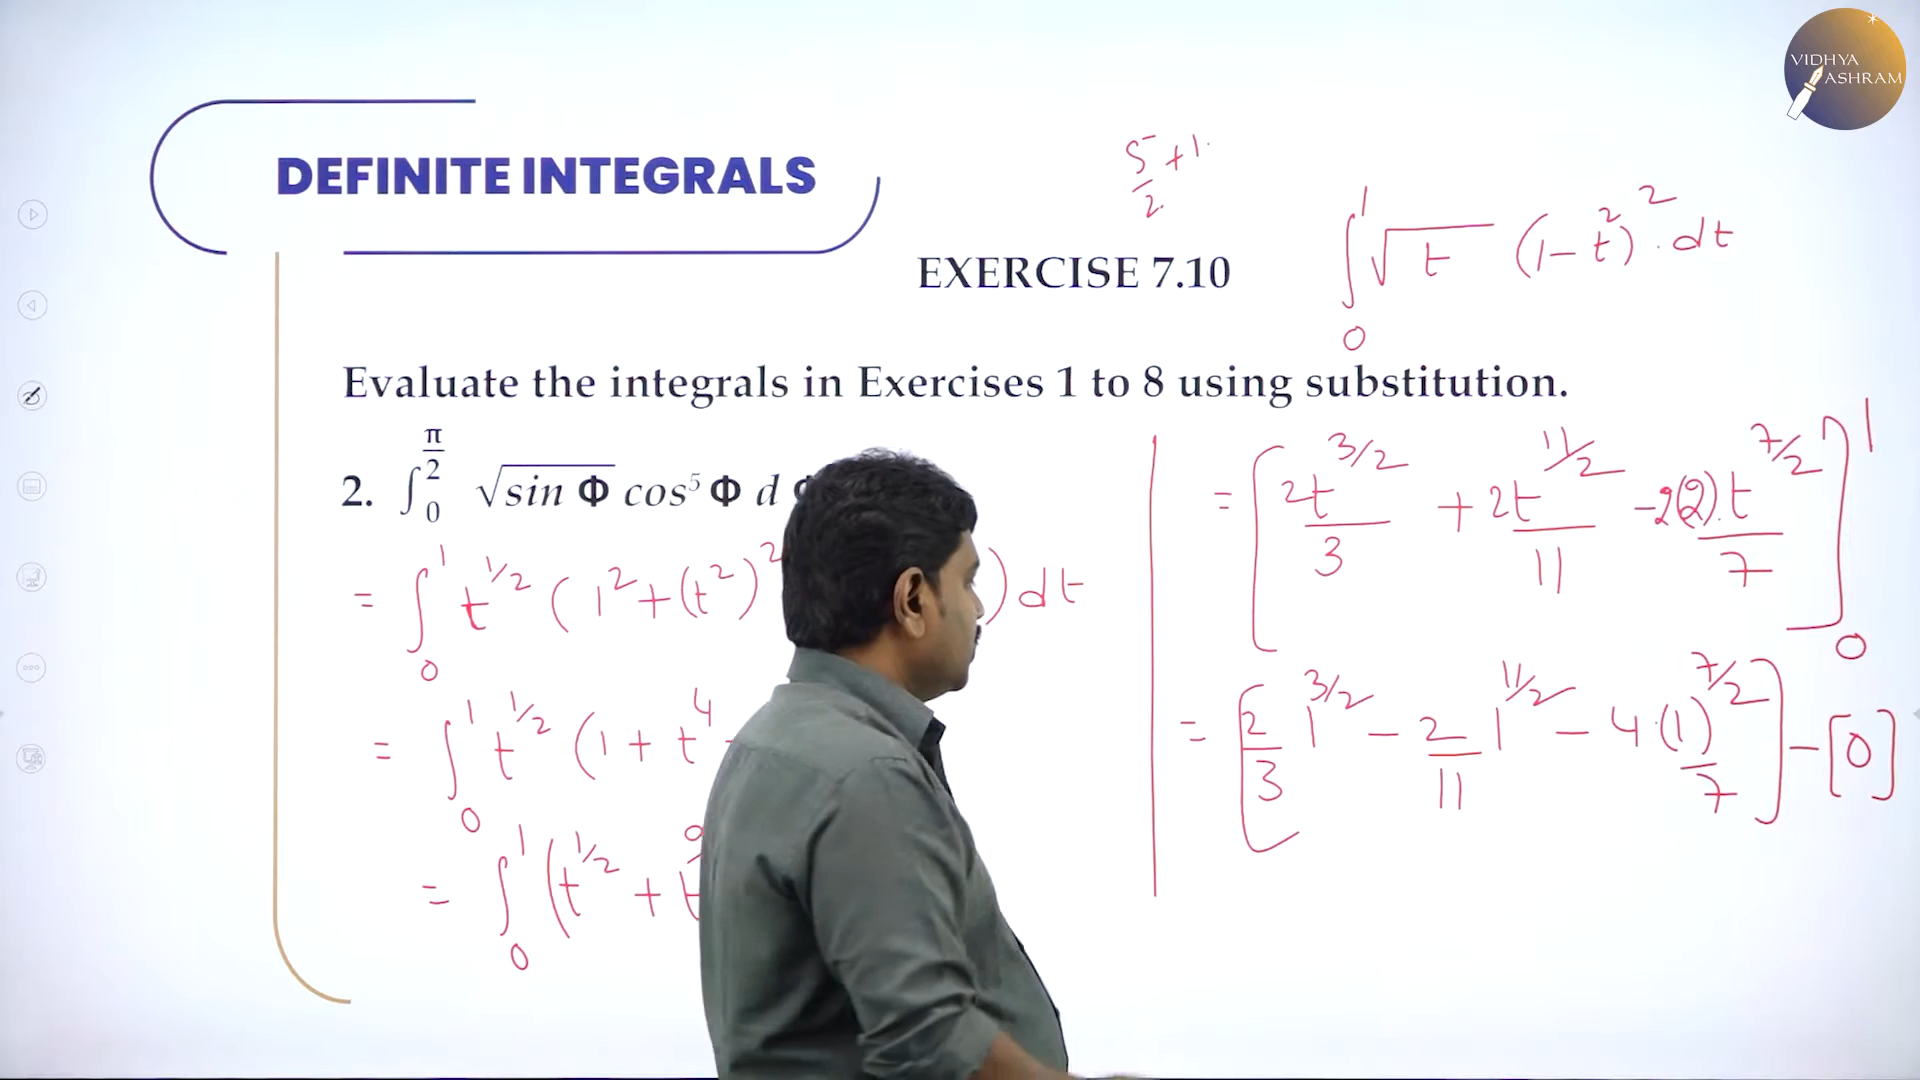 VIDHYA
ASHRAM
DEFINITE INTEGRALS
5/2 + 1.
∫₀¹ √t (1 - t²)² . dt
EXERCISE 7.10
Evaluate the integrals in Exercises 1 to 8 using substitution.
2. ∫₀^(π/2) √sin Φ cos⁵ Φ d
= ∫₀¹ t^(1/2) (1² + (t²)² ) dt
= ∫₀¹ t^(1/2) (1 + t⁴
= ∫₀¹ (t^(1/2) +
= [2t^(3/2)/3 + 2t^(11/2)/11 - 2(2).t^(7/2)/7]₀¹
= [2/3 1^(3/2) - 2/11 1^(11/2) - 4.(1)^(7/2)/7] - [0]